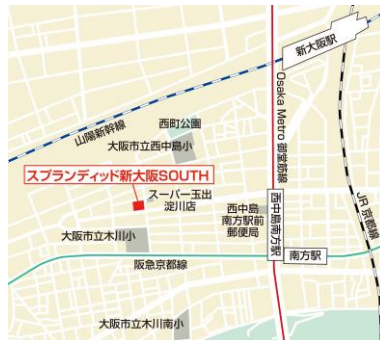 新大阪駅
山陽新幹線
西町公園
大阪市立西中島小
Osaka Metro 御堂筋線
スプランディッド新大阪SOUTH
スーパー玉出
淀川店
西中島
南方駅前
郵便局
西中島南方駅
JR京都線
大阪市立木川小
南方駅
阪急京都線
大阪市立木川南小